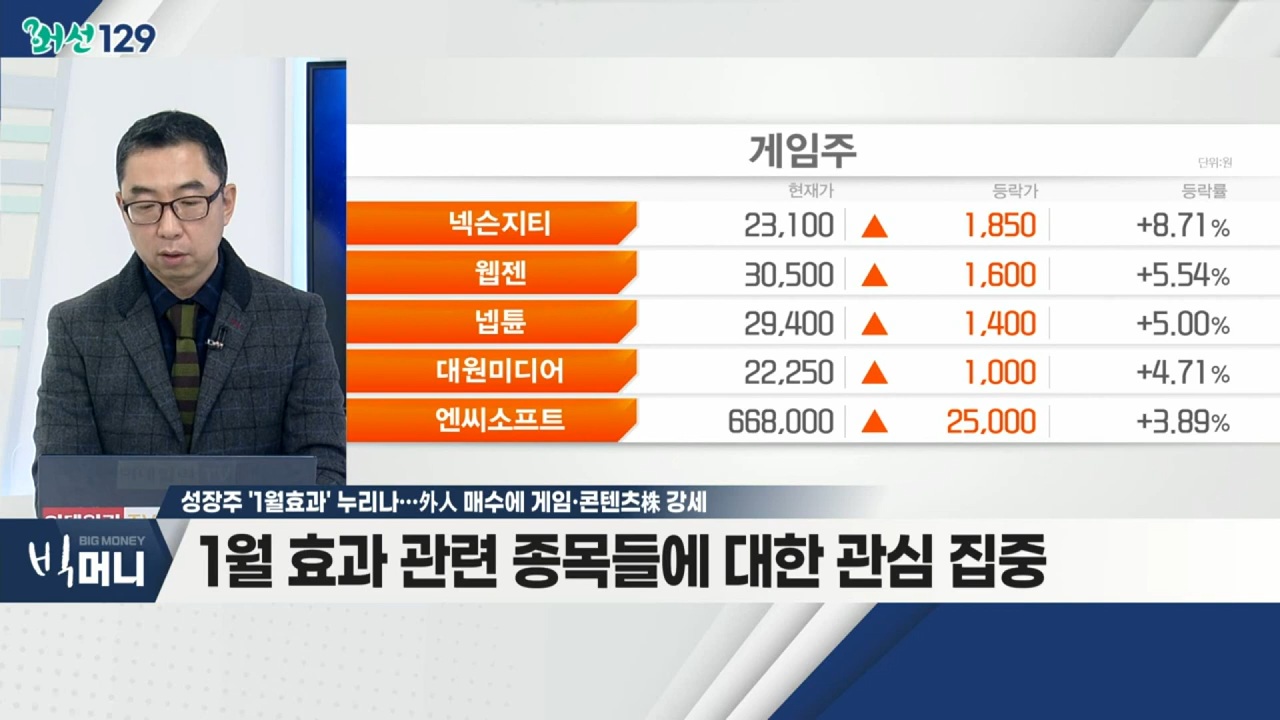 머선129
게임주
단위:원
현재가 등락가 등락률
넥슨지티 23,100 ▲ 1,850 +8.71%
웹젠 30,500 ▲ 1,600 +5.54%
넵튠 29,400 ▲ 1,400 +5.00%
대원미디어 22,250 ▲ 1,000 +4.71%
엔씨소프트 668,000 ▲ 25,000 +3.89%
성장주 '1월효과' 누리나…外人 매수에 게임·콘텐츠株 강세
BIG MONEY
빅머니
1월 효과 관련 종목들에 대한 관심 집중